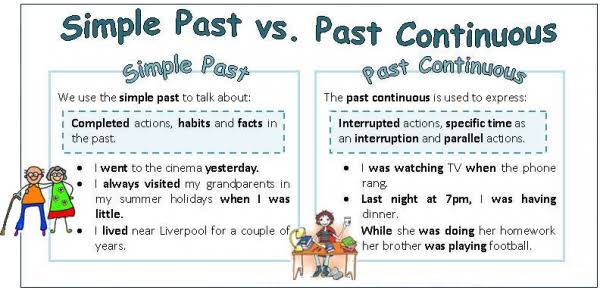 Simple Past vs. Past Continuous
Simple Past
We use the simple past to talk about:
Completed actions, habits and facts in
the past.
• I went to the cinema yesterday.
• I always visited my grandparents in
my summer holidays when I was
little.
• I lived near Liverpool for a couple of
years.
Past Continuous
The past continuous is used to express:
Interrupted actions, specific time as
an interruption and parallel actions.
• I was watching TV when the phone
rang.
• Last night at 7pm, I was having
dinner.
• While she was doing her homework
her brother was playing football.